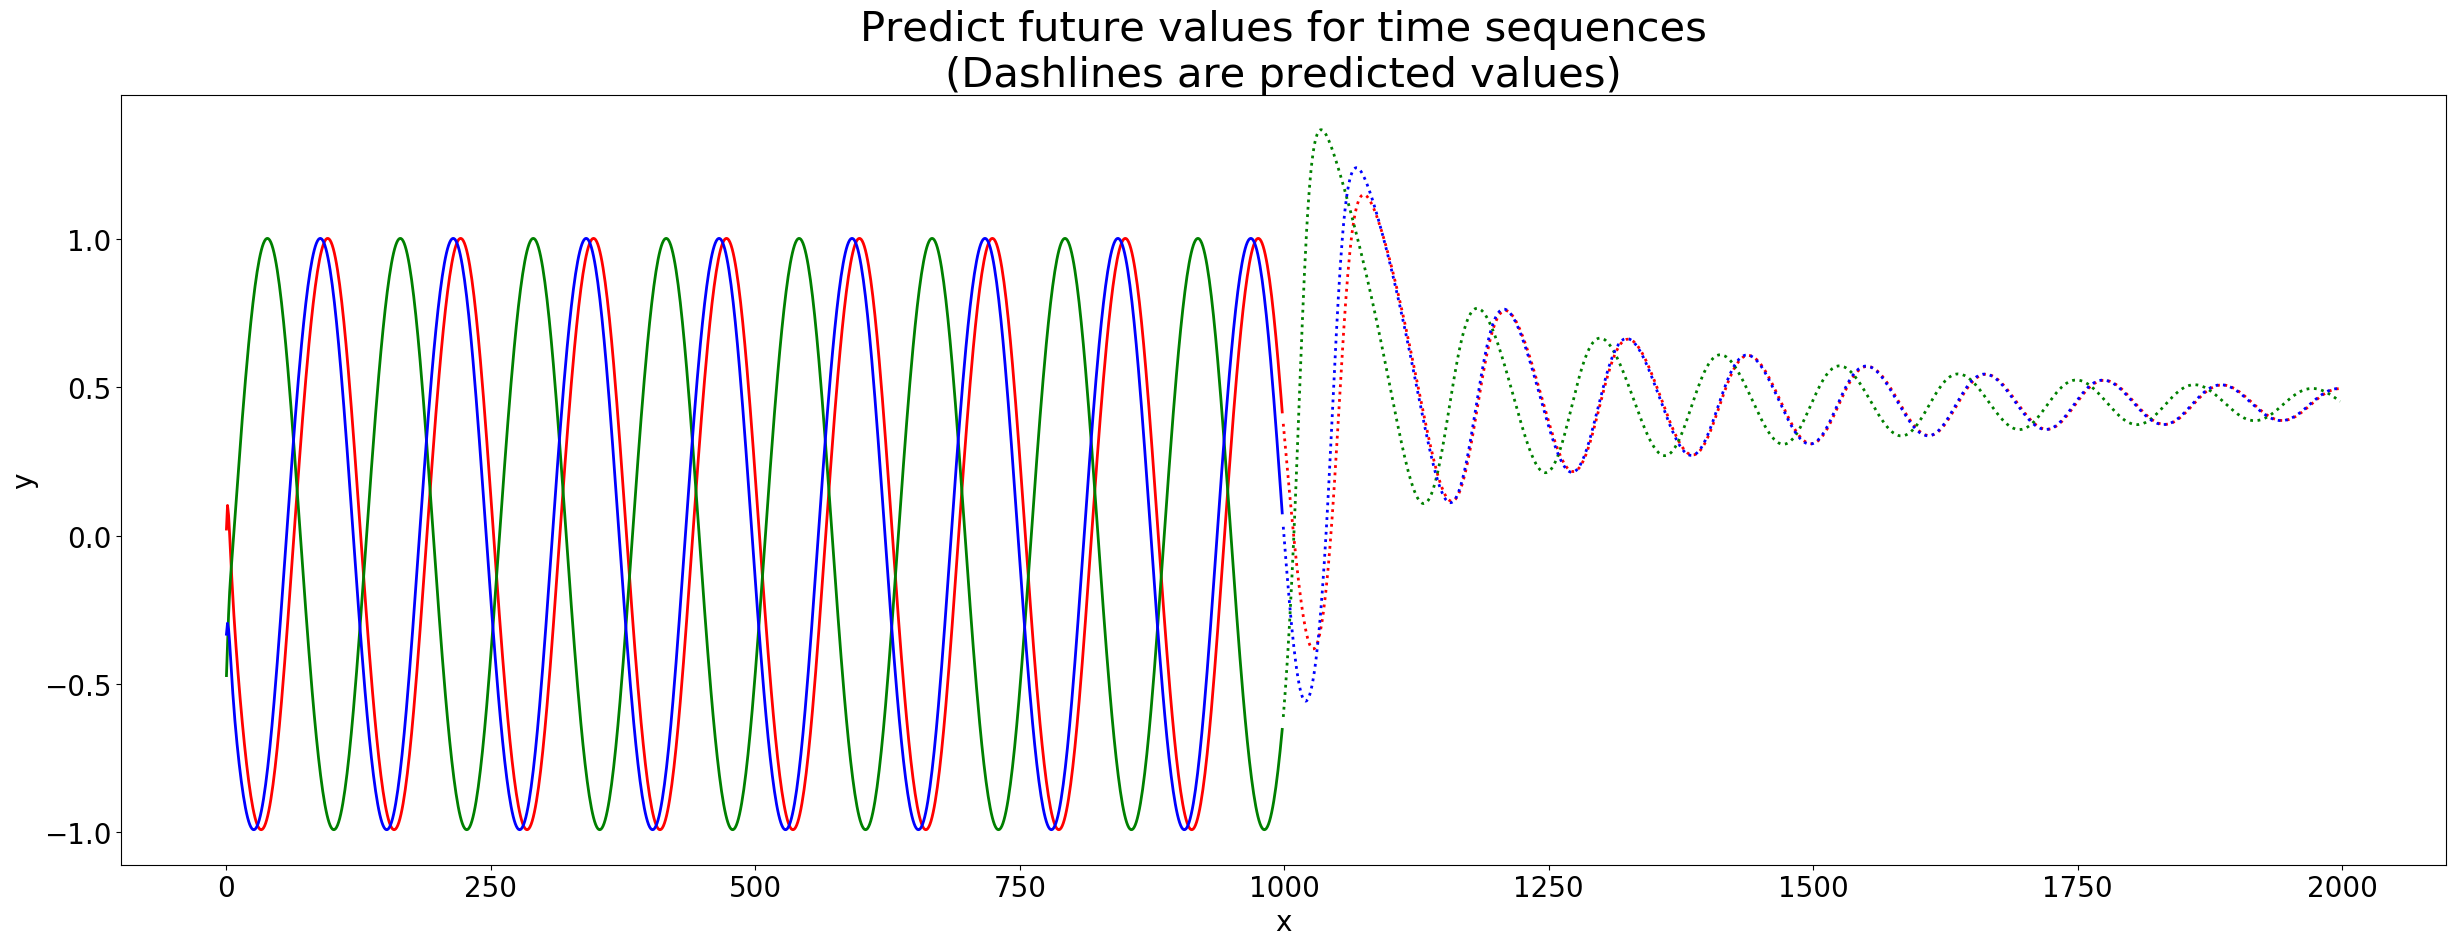 Predict future values for time sequences
(Dashlines are predicted values)
y
1.0
0.5
0.0
−0.5
−1.0
0 250 500 750 1000 1250 1500 1750 2000
x